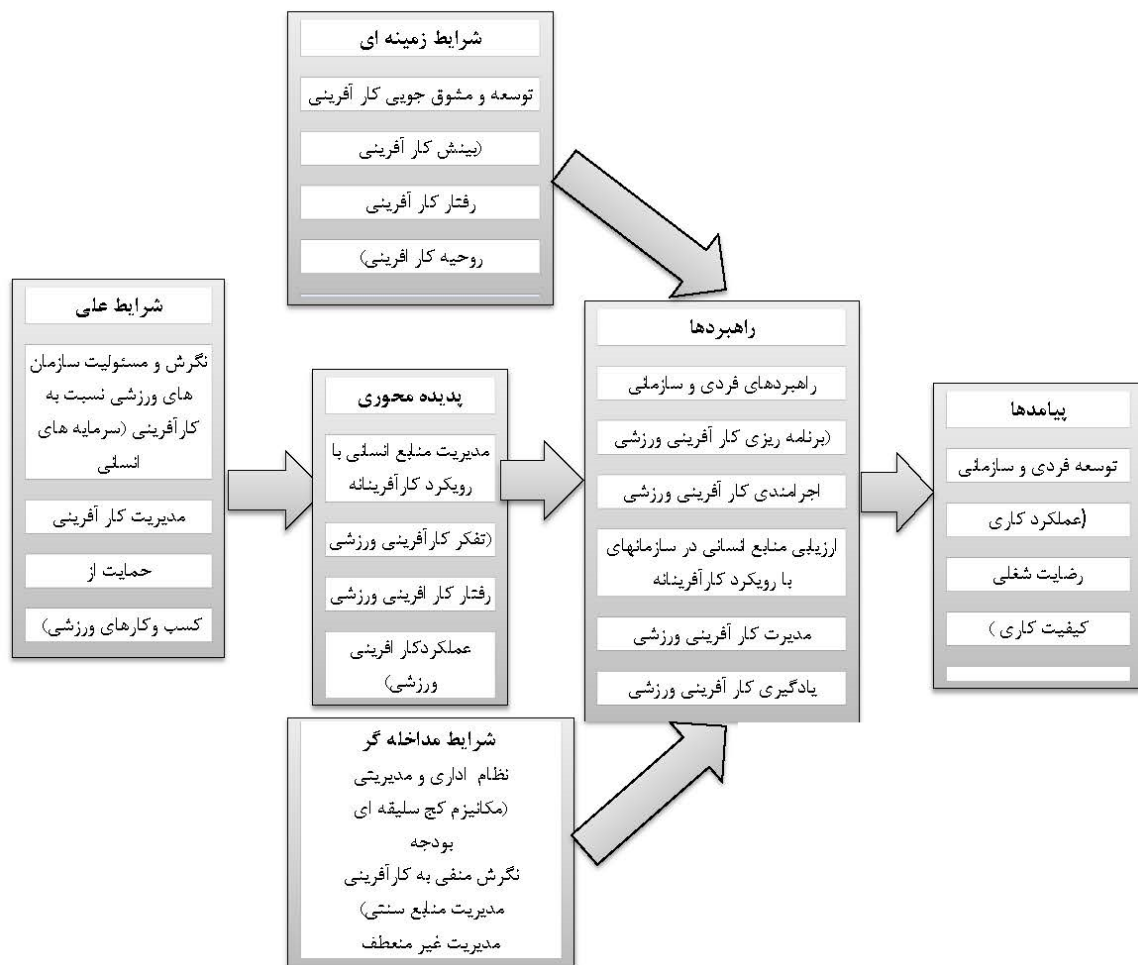 شرایط زمینه ای
توسعه و مشوق جویی کار آفرینی
(بینش کار آفرینی
رفتار کار آفرینی
روحیه کار افرینی)
شرایط علی
نگرش و مسئولیت سازمان
های ورزشی نسبت به
کارآفرینی (سرمایه های
انسانی
مدیریت کار آفرینی
حمایت از
کسب وکارهای ورزشی)
پدیده محوری
مدیریت منابع انسانی با
رویکرد کارآفرینانه
(تفکر کارآفرینی ورزشی
رفتار کار افرینی ورزشی
عملکردکار افرینی
ورزشی)
راهبردها
راهبردهای فردی و سازمانی
(برنامه ریزی کار آفرینی ورزشی
اجرامندی کار آفرینی ورزشی
ارزیابی منابع انسانی در سازمانهای
با رویکرد کارآفرینانه
مدیرت کار آفرینی ورزشی
یادگیری کار آفرینی ورزشی
پیامدها
توسعه فردی و سازمانی
(عملکرد کاری
رضایت شغلی
کیفیت کاری )
شرایط مداخله گر
نظام اداری و مدیریتی
(مکانیزم کج سلیقه ای
بودجه
نگرش منفی به کارآفرینی
مدیریت منابع سنتی)
مدیریت غیر منعطف